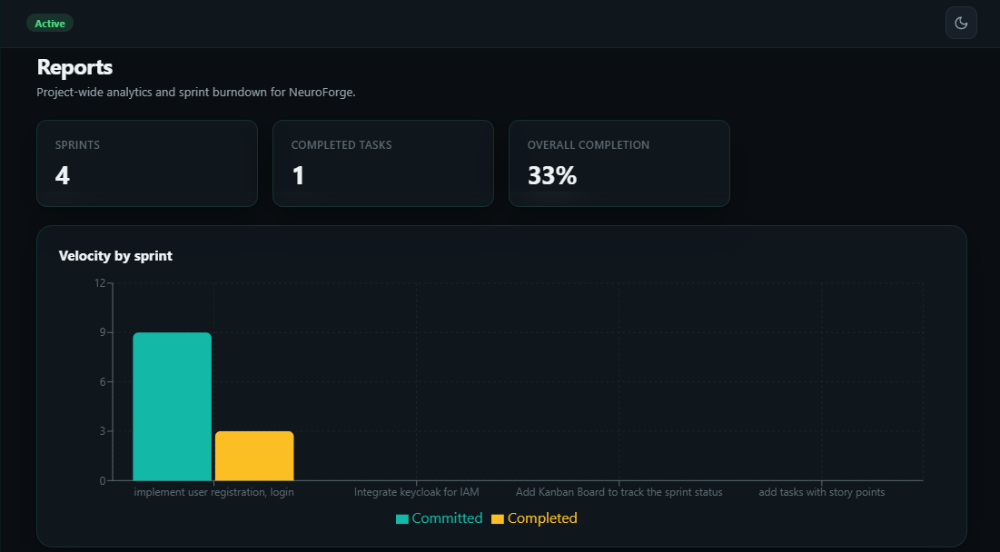 Active
Reports
Project-wide analytics and sprint burndown for NeuroForge.
SPRINTS
4
COMPLETED TASKS
1
OVERALL COMPLETION
33%
Velocity by sprint
12
9
6
3
0
implement user registration, login
Integrate keycloak for IAM
Add Kanban Board to track the sprint status
add tasks with story points
Committed
Completed